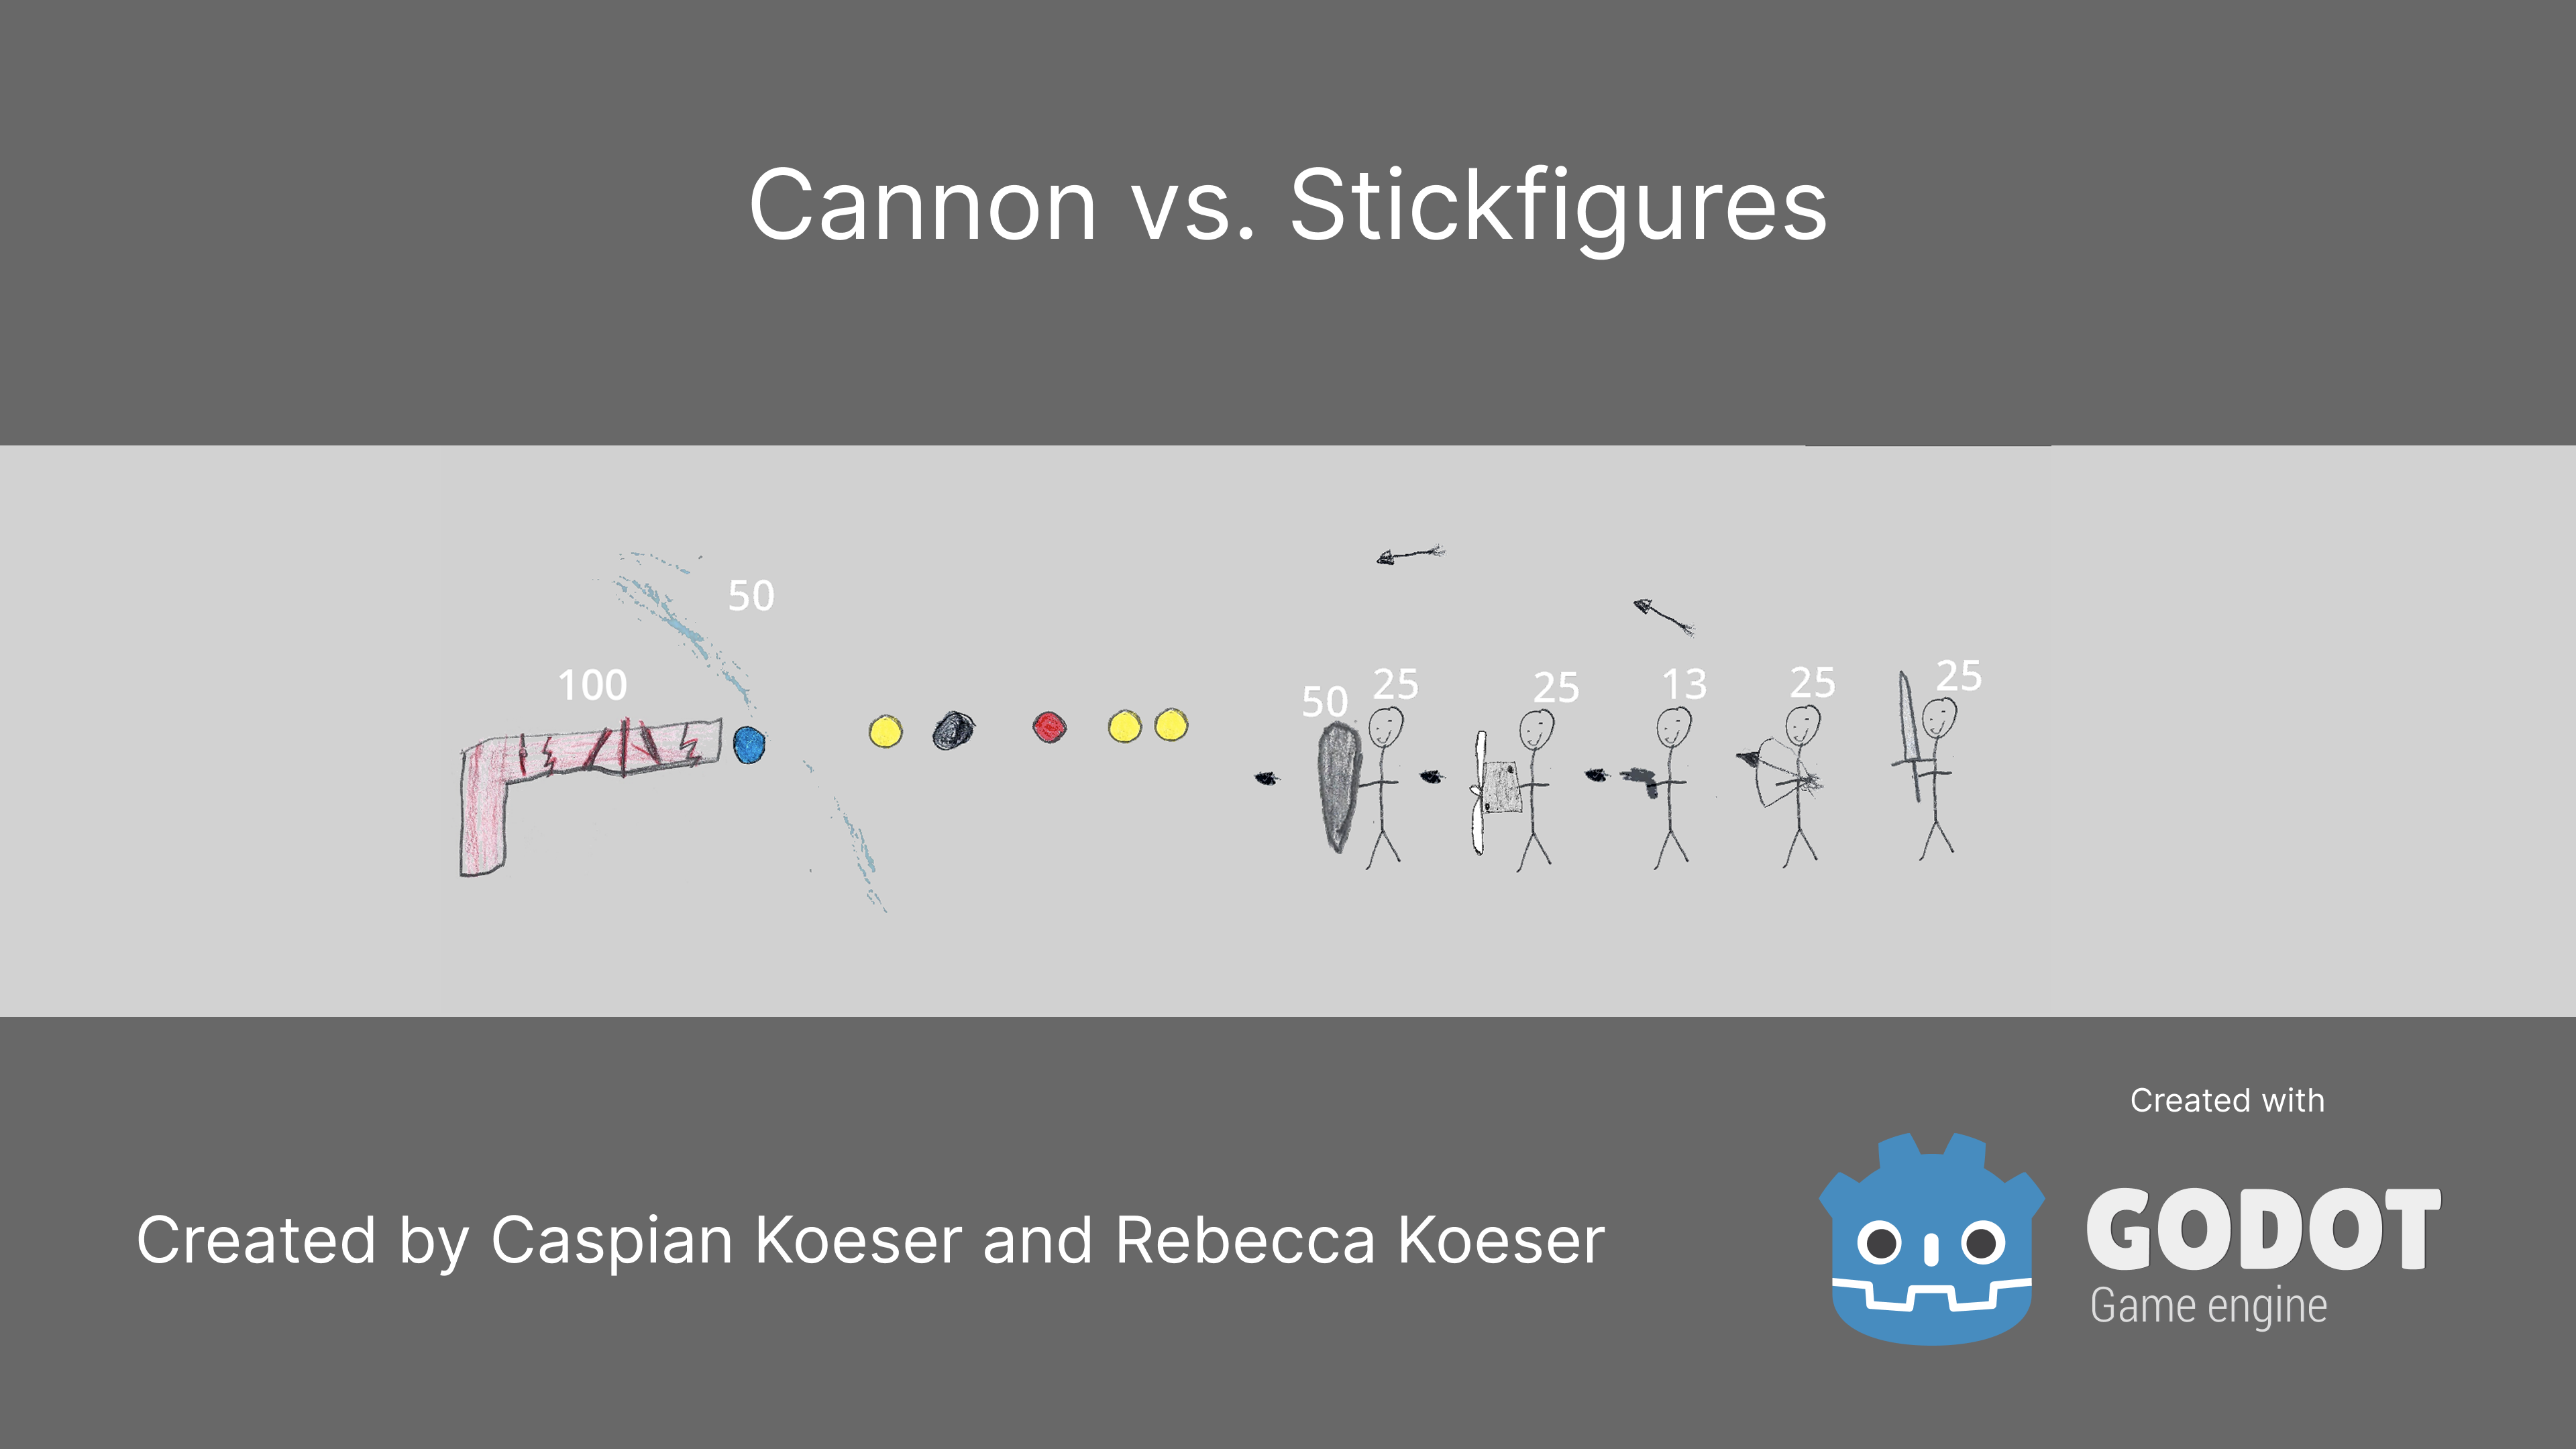 Cannon vs. Stickfigures
50
100
50 25 25 13 25 25
Created with
GODOT
Game engine
Created by Caspian Koeser and Rebecca Koeser